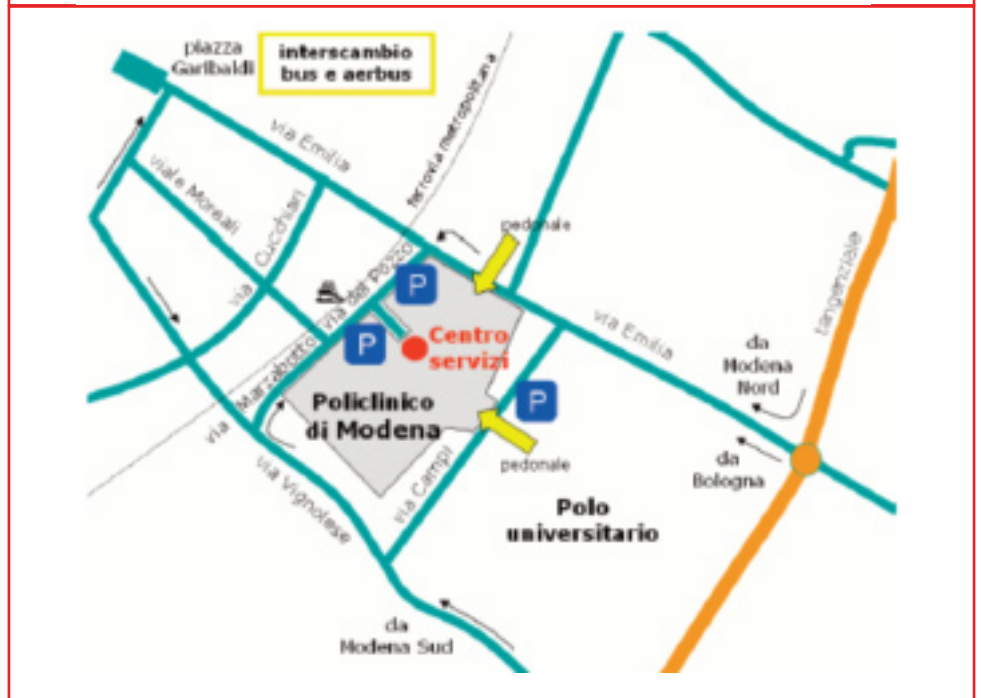 piazza
Garibaldi
interscambio
bus e aerbus
via Emilia
ferrovia metropolitana
viale Moreali
via Cucchiari
pedonale
via del Pozzo
P
P
Centro
servizi
via Emilia
tangenziale
da
Modena
Nord
via Marzabotto
Policlinico
di Modena
P
pedonale
da
Bologna
via Vignolese
via Campi
Polo
universitario
da
Modena Sud